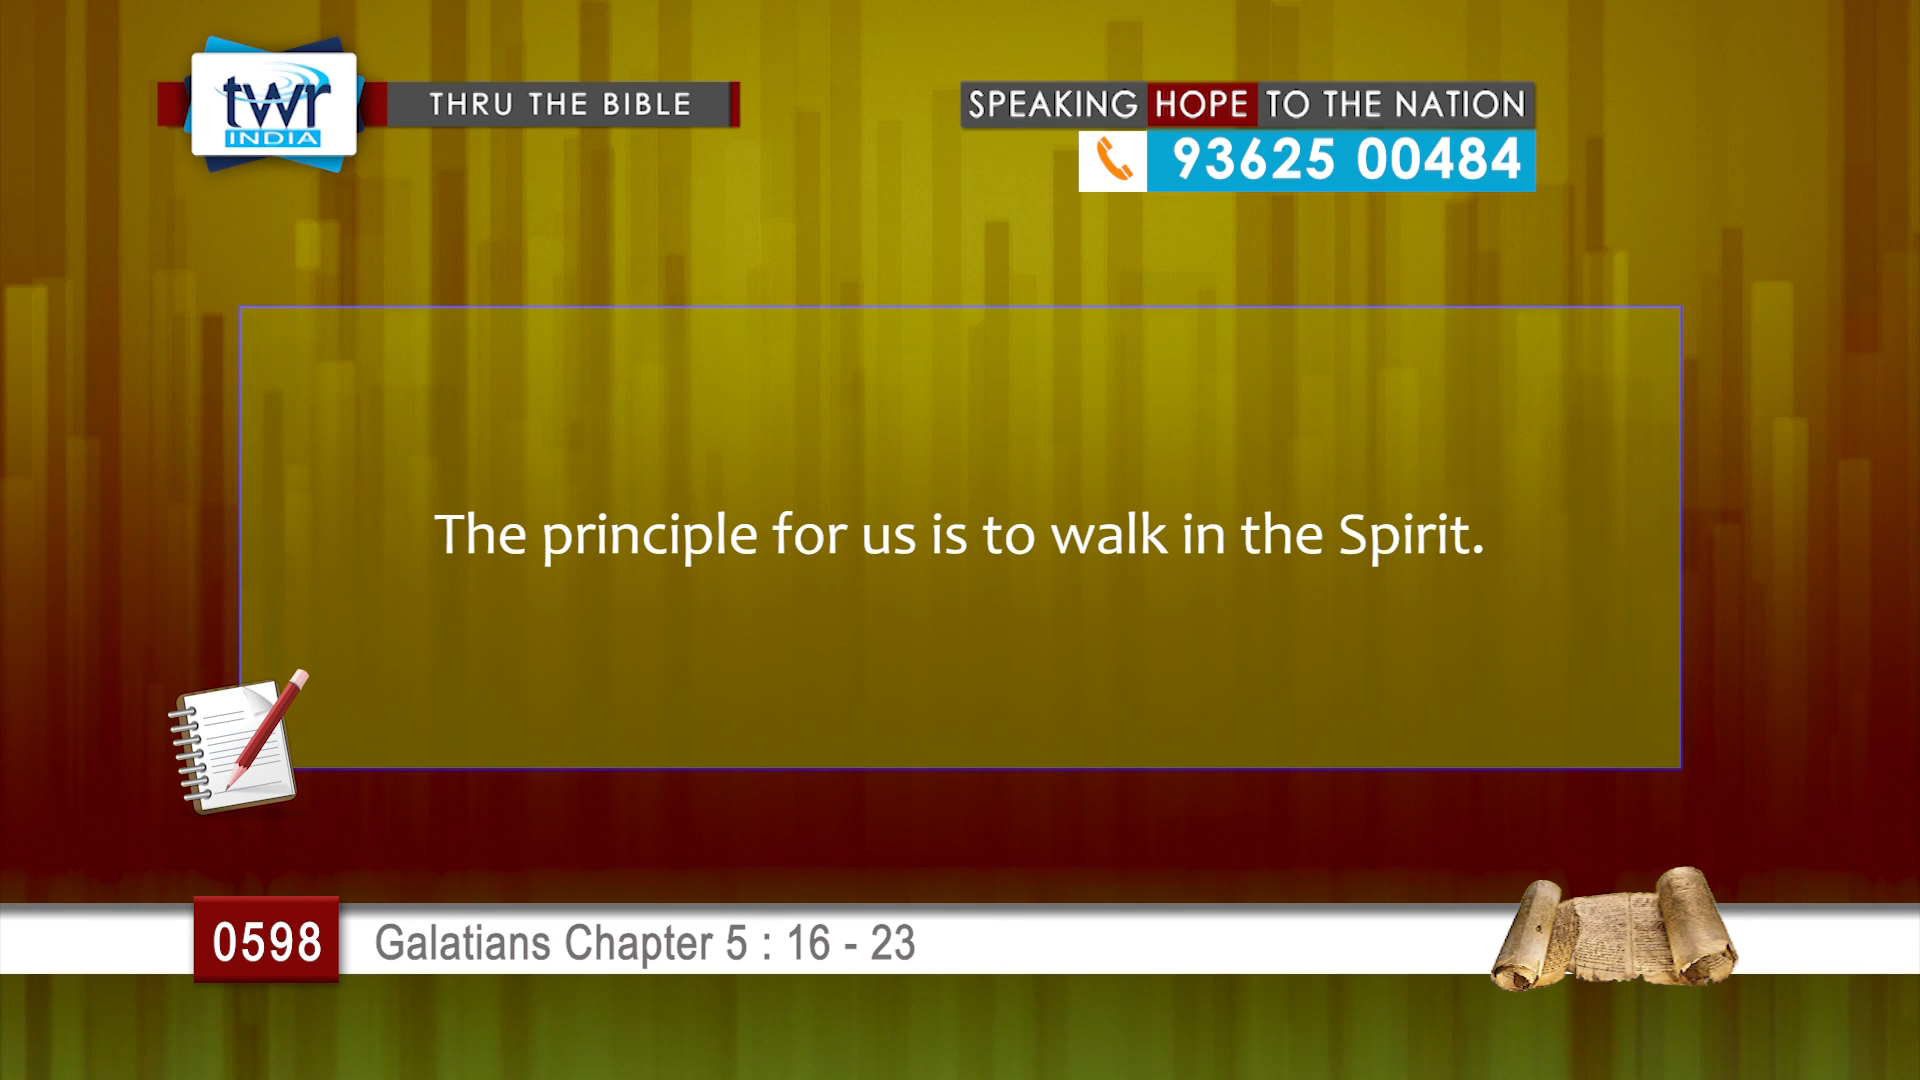 twr
INDIA
THRU THE BIBLE
SPEAKING HOPE TO THE NATION
93625 00484
The principle for us is to walk in the Spirit.
0598
Galatians Chapter 5 : 16 - 23